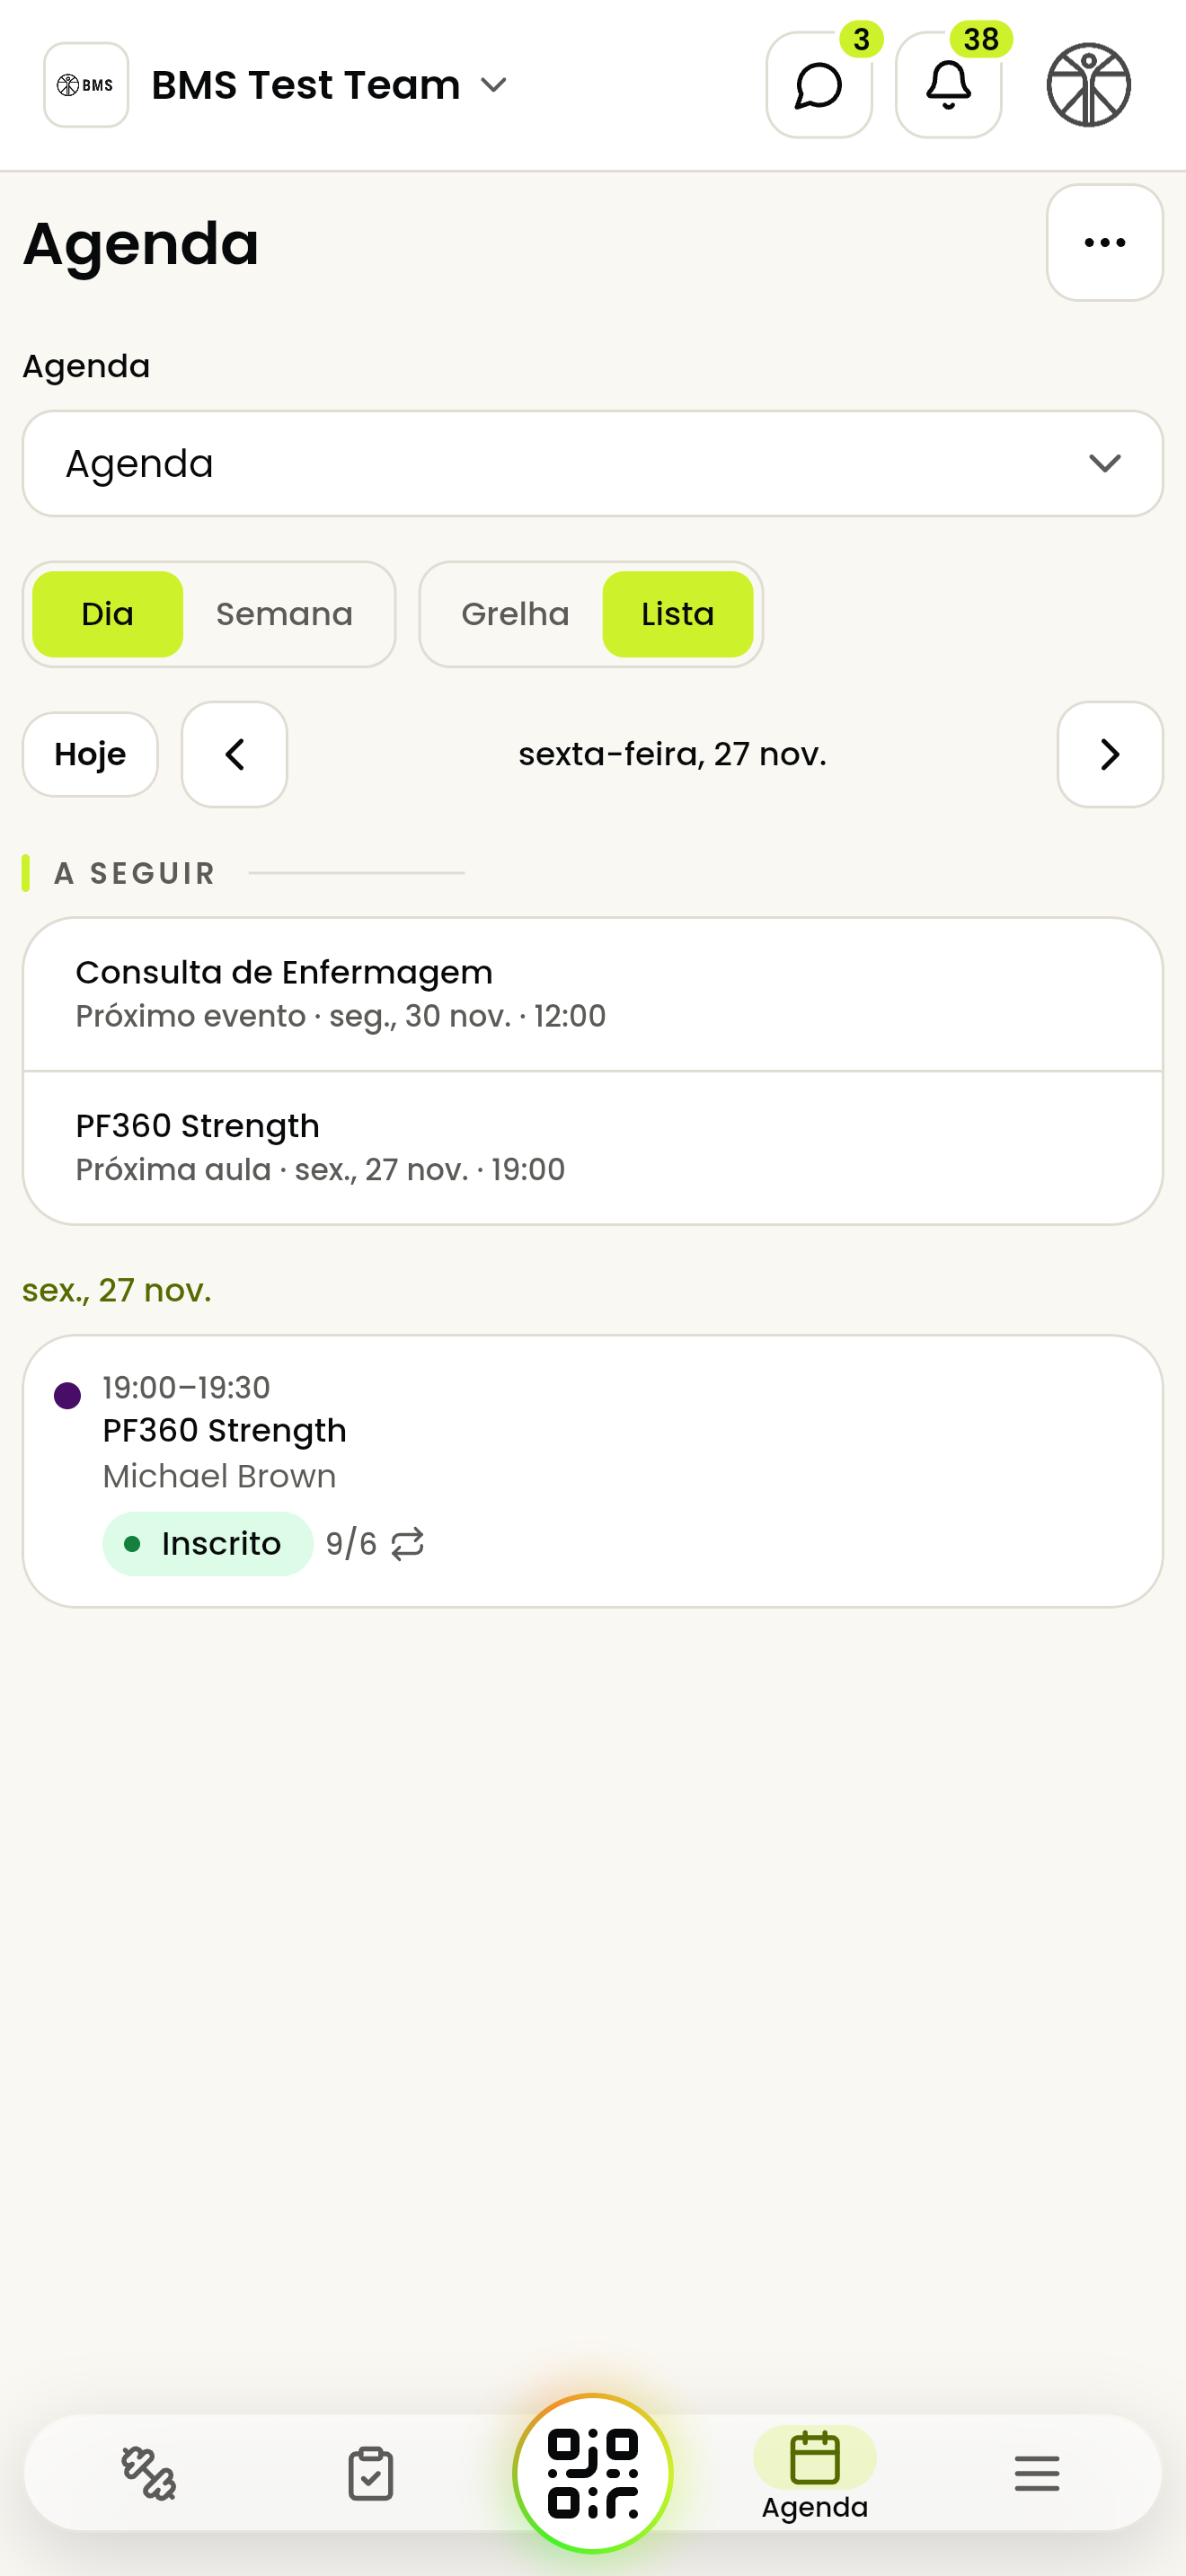 BMS
BMS Test Team
3
38
Agenda
Agenda
Agenda
Dia
Semana
Grelha
Lista
Hoje
sexta-feira, 27 nov.
A SEGUIR
Consulta de Enfermagem
Próximo evento · seg., 30 nov. · 12:00
PF360 Strength
Próxima aula · sex., 27 nov. · 19:00
sex., 27 nov.
19:00–19:30
PF360 Strength
Michael Brown
Inscrito 9/6
Agenda